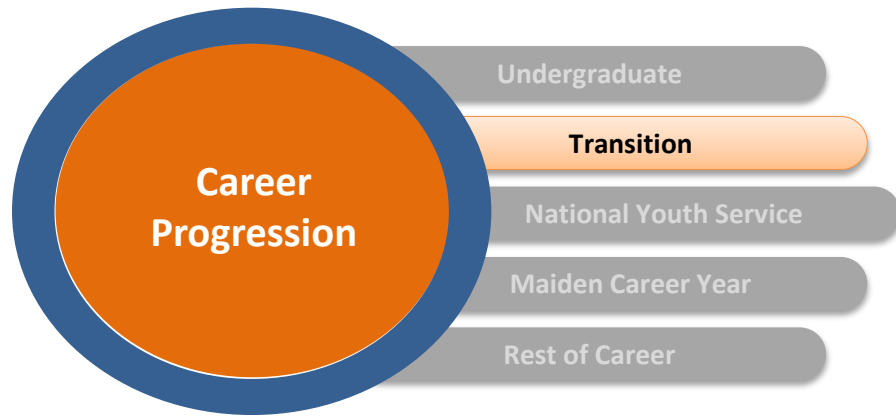 Career
Progression
Undergraduate
Transition
National Youth Service
Maiden Career Year
Rest of Career